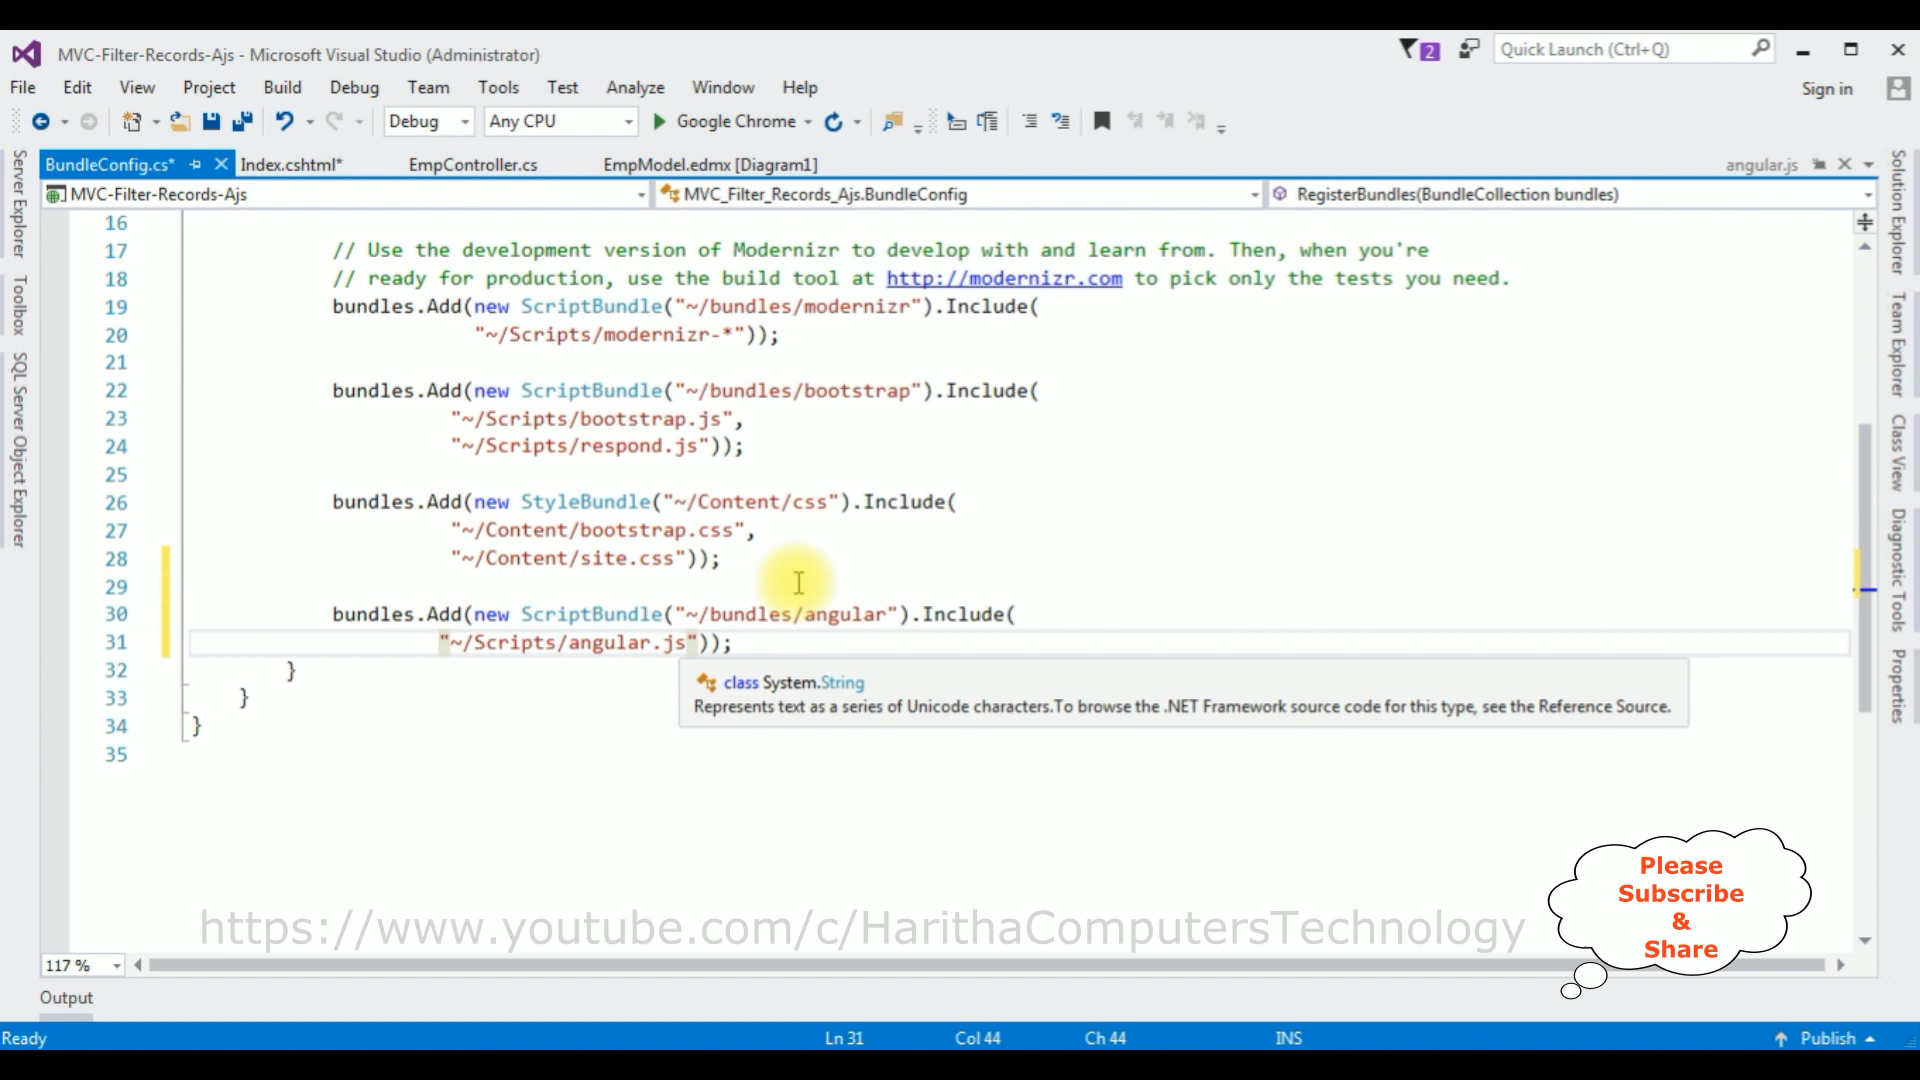 MVC-Filter-Records-Ajs - Microsoft Visual Studio (Administrator)
2
Quick Launch (Ctrl+Q)
File Edit View Project Build Debug Team Tools Test Analyze Window Help
Sign in
Debug Any CPU Google Chrome
BundleConfig.cs* Index.cshtml* EmpController.cs EmpModel.edmx [Diagram1] angular.js
MVC-Filter-Records-Ajs MVC_Filter_Records_Ajs.BundleConfig RegisterBundles(BundleCollection bundles)
Server Explorer
Toolbox
SQL Server Object Explorer
16
17 // Use the development version of Modernizr to develop with and learn from. Then, when you're
18 // ready for production, use the build tool at http://modernizr.com to pick only the tests you need.
19 bundles.Add(new ScriptBundle("~/bundles/modernizr").Include(
20 "~/Scripts/modernizr-*"));
21
22 bundles.Add(new ScriptBundle("~/bundles/bootstrap").Include(
23 "~/Scripts/bootstrap.js",
24 "~/Scripts/respond.js"));
25
26 bundles.Add(new StyleBundle("~/Content/css").Include(
27 "~/Content/bootstrap.css",
28 "~/Content/site.css"));
29
30 bundles.Add(new ScriptBundle("~/bundles/angular").Include(
31 "~/Scripts/angular.js"));
32 }
33 }
34 }
35
class System.String
Represents text as a series of Unicode characters.To browse the .NET Framework source code for this type, see the Reference Source.
Solution Explorer
Team Explorer
Class View
Diagnostic Tools
Properties
Please
Subscribe
&
Share
https://www.youtube.com/c/HarithaComputersTechnology
117 %
Output
Ready Ln 31 Col 44 Ch 44 INS Publish